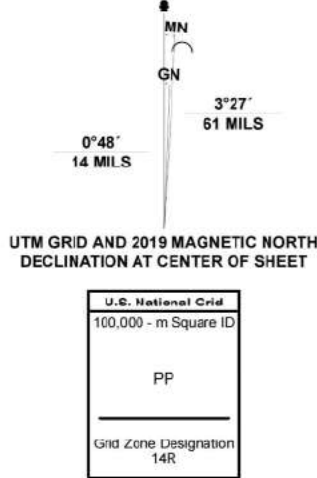 MN
GN
3°27´
61 MILS
0°48´
14 MILS
UTM GRID AND 2019 MAGNETIC NORTH
DECLINATION AT CENTER OF SHEET
U.S. National Grid
100,000 - m Square ID
PP
Grid Zone Designation
14R